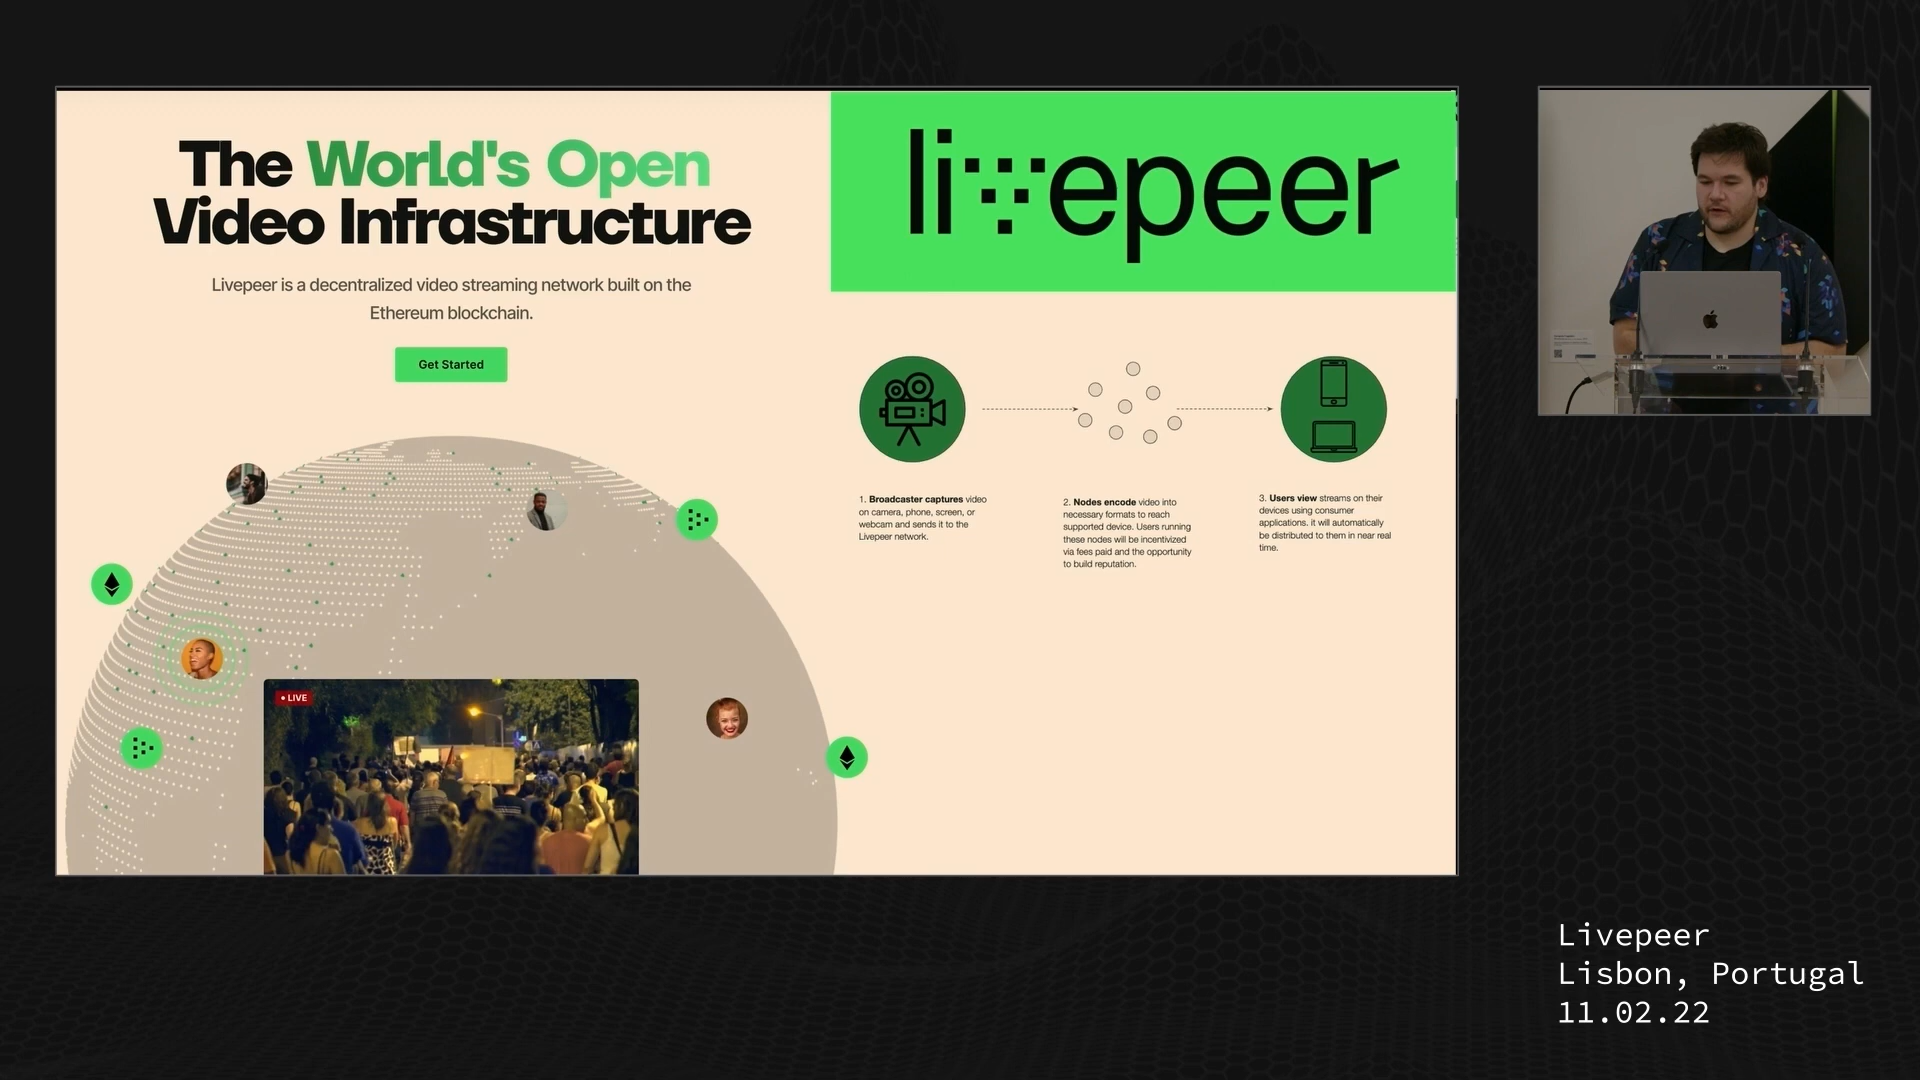 The World's Open
Video Infrastructure
Livepeer is a decentralized video streaming network built on the
Ethereum blockchain.
Get Started
LIVE
livepeer
1. Broadcaster captures video
on camera, phone, screen, or
webcam and sends it to the
Livepeer network.
2. Nodes encode video into
necessary formats to reach
supported device. Users running
these nodes will be incentivized
via fees paid and the opportunity
to build reputation.
3. Users view streams on their
devices using consumer
applications. it will automatically
be distributed to them in near real
time.
Livepeer
Lisbon, Portugal
11.02.22